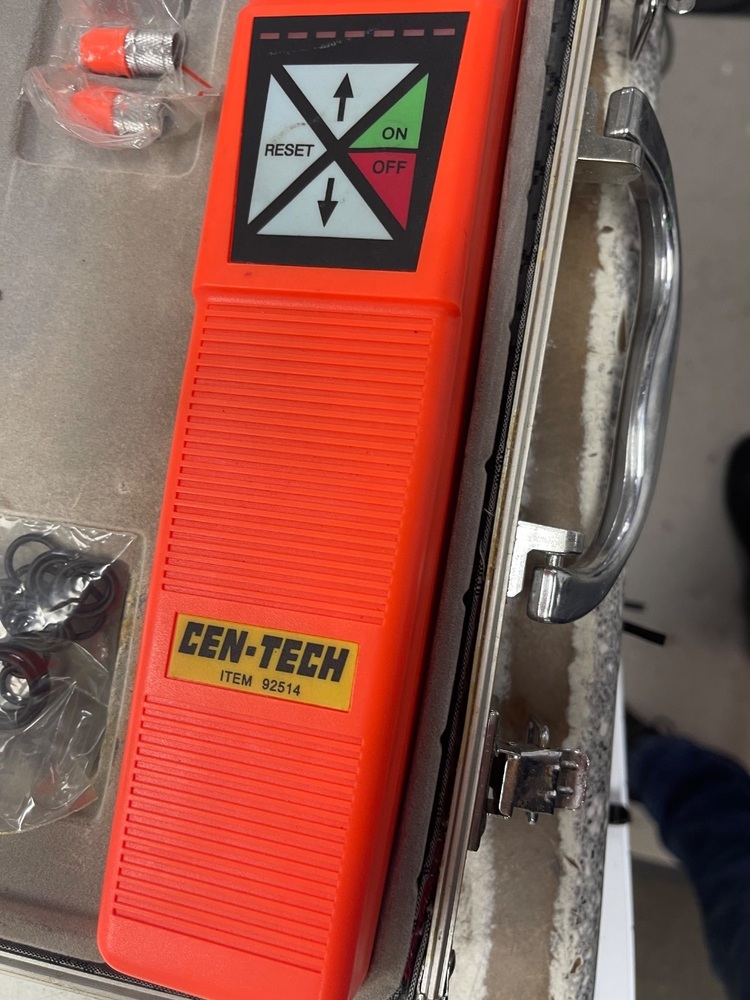 ON
RESET
OFF
CEN-TECH
ITEM 92514